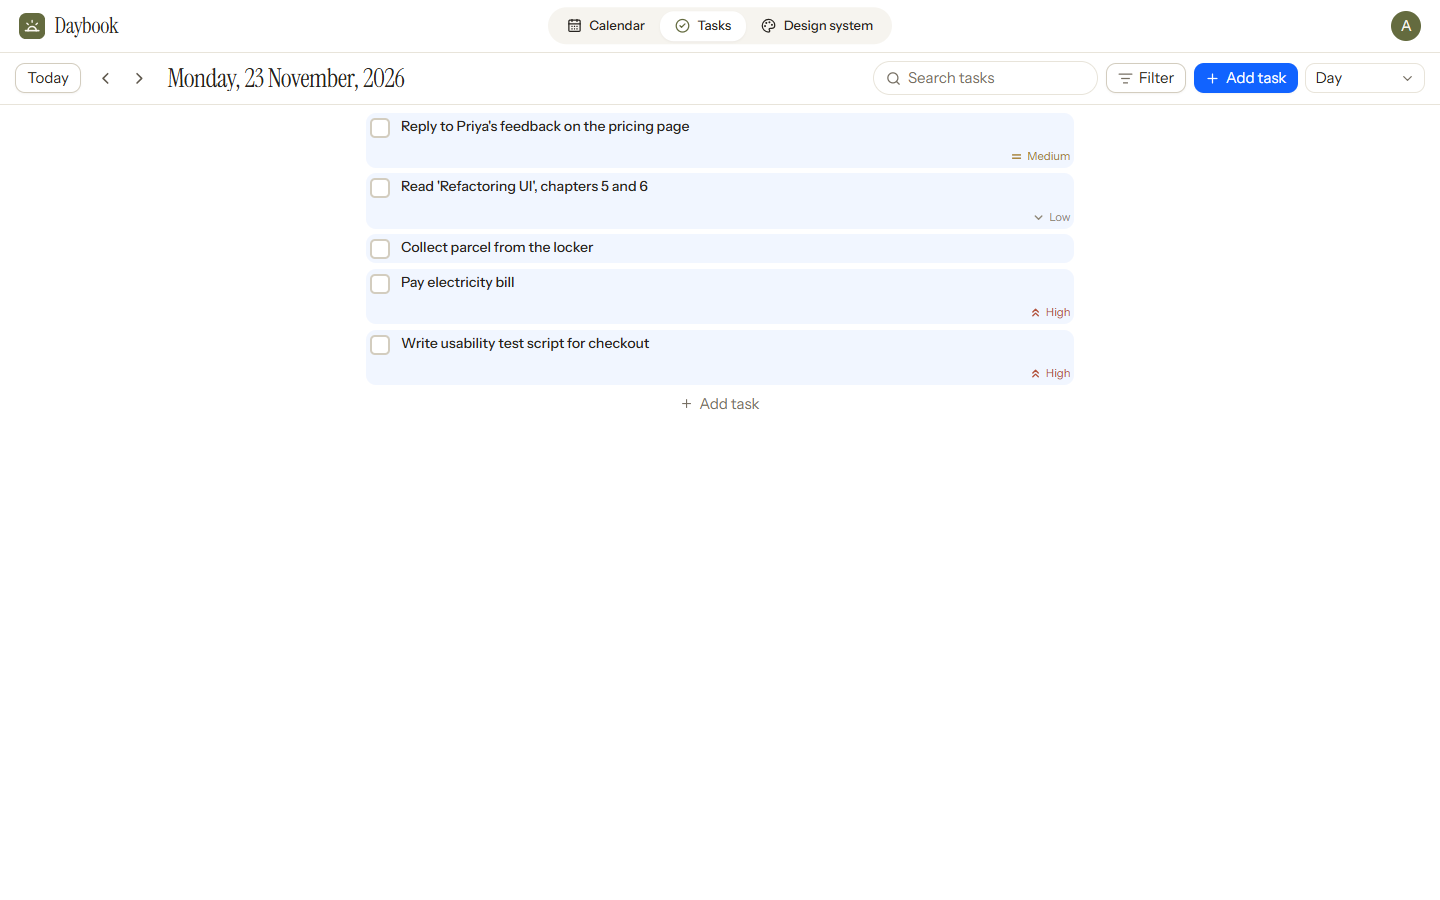 Daybook
Calendar
Tasks
Design system
A
Today
Monday, 23 November, 2026
Search tasks
Filter
Add task
Day
Reply to Priya's feedback on the pricing page
Medium
Read 'Refactoring UI', chapters 5 and 6
Low
Collect parcel from the locker
Pay electricity bill
High
Write usability test script for checkout
High
Add task